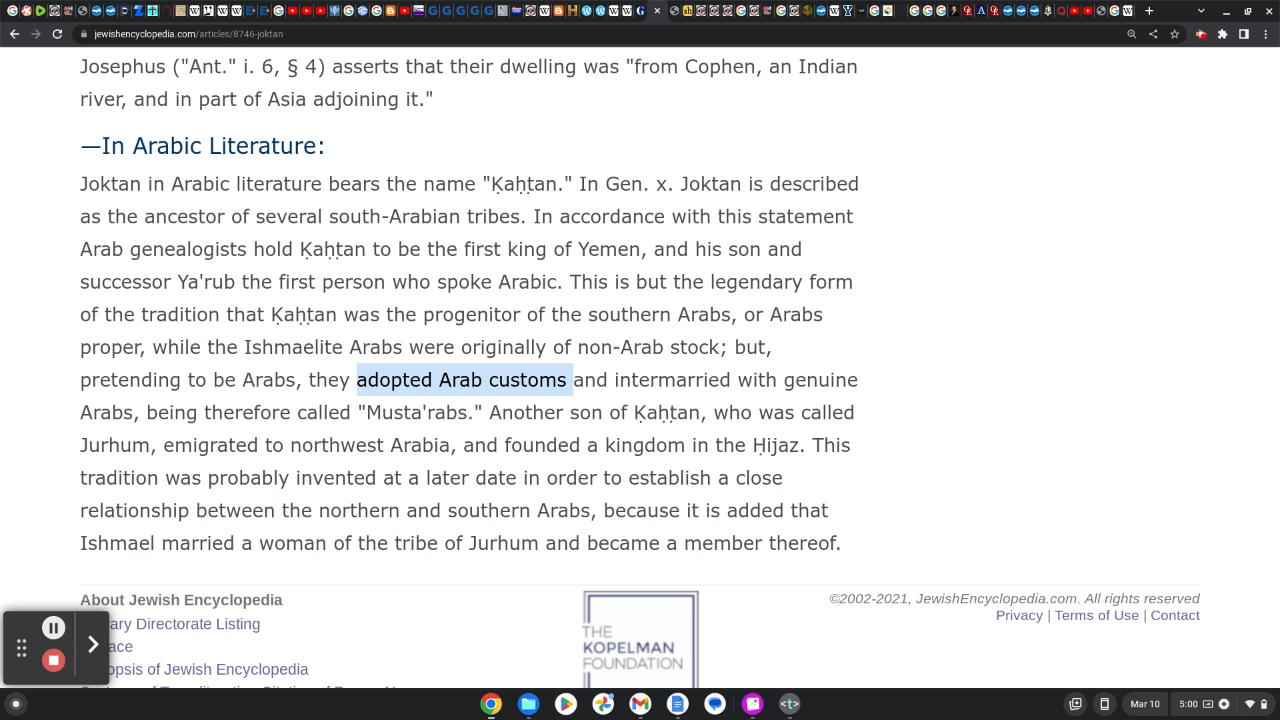 jewishencyclopedia.com/articles/8746-joktan
Josephus ("Ant." i. 6, § 4) asserts that their dwelling was "from Cophen, an Indian
river, and in part of Asia adjoining it."
—In Arabic Literature:
Joktan in Arabic literature bears the name "Ḳaḥṭan." In Gen. x. Joktan is described
as the ancestor of several south-Arabian tribes. In accordance with this statement
Arab genealogists hold Ḳaḥṭan to be the first king of Yemen, and his son and
successor Ya'rub the first person who spoke Arabic. This is but the legendary form
of the tradition that Ḳaḥṭan was the progenitor of the southern Arabs, or Arabs
proper, while the Ishmaelite Arabs were originally of non-Arab stock; but,
pretending to be Arabs, they adopted Arab customs and intermarried with genuine
Arabs, being therefore called "Musta'rabs." Another son of Ḳaḥṭan, who was called
Jurhum, emigrated to northwest Arabia, and founded a kingdom in the Ḥijaz. This
tradition was probably invented at a later date in order to establish a close
relationship between the northern and southern Arabs, because it is added that
Ishmael married a woman of the tribe of Jurhum and became a member thereof.
About Jewish Encyclopedia
ary Directorate Listing
ace
opsis of Jewish Encyclopedia
THE
KOPELMAN
FOUNDATION
©2002-2021, JewishEncyclopedia.com. All rights reserved
Privacy | Terms of Use | Contact
Mar 10
5:00